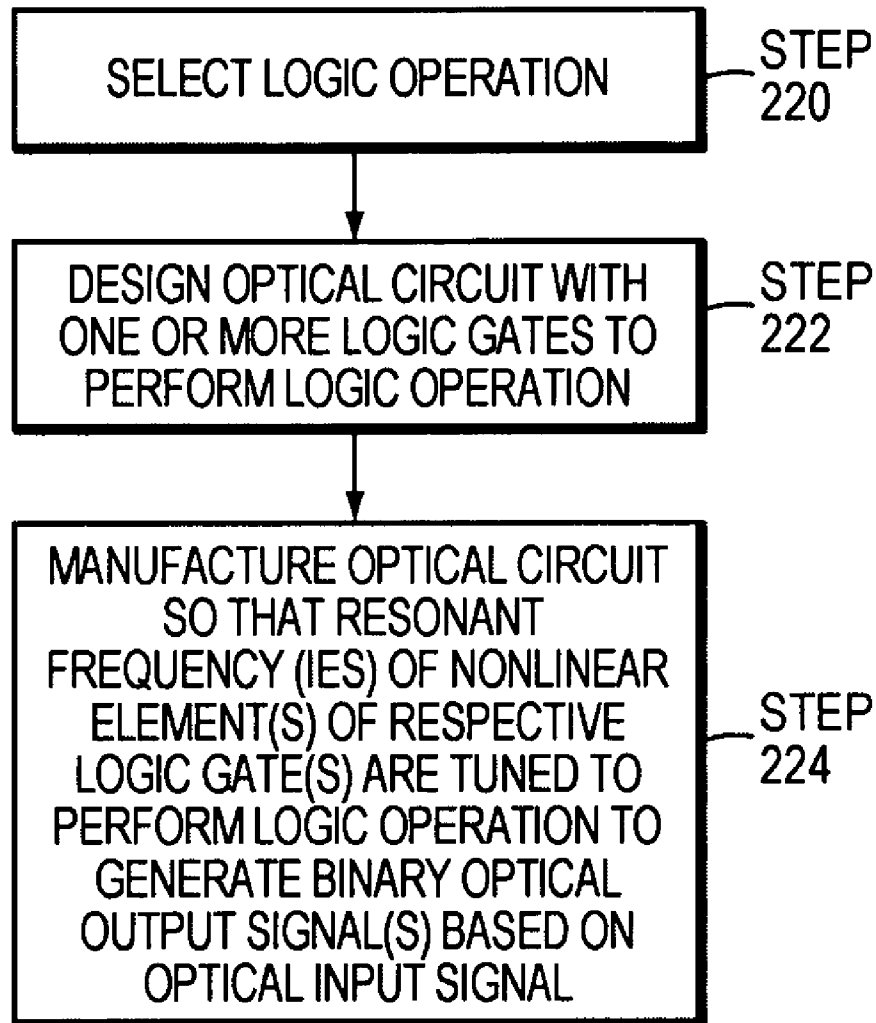 SELECT LOGIC OPERATION
STEP
220
DESIGN OPTICAL CIRCUIT WITH
ONE OR MORE LOGIC GATES TO
PERFORM LOGIC OPERATION
STEP
222
MANUFACTURE OPTICAL CIRCUIT
SO THAT RESONANT
FREQUENCY (IES) OF NONLINEAR
ELEMENT(S) OF RESPECTIVE
LOGIC GATE(S) ARE TUNED TO
PERFORM LOGIC OPERATION TO
GENERATE BINARY OPTICAL
OUTPUT SIGNAL(S) BASED ON
OPTICAL INPUT SIGNAL
STEP
224